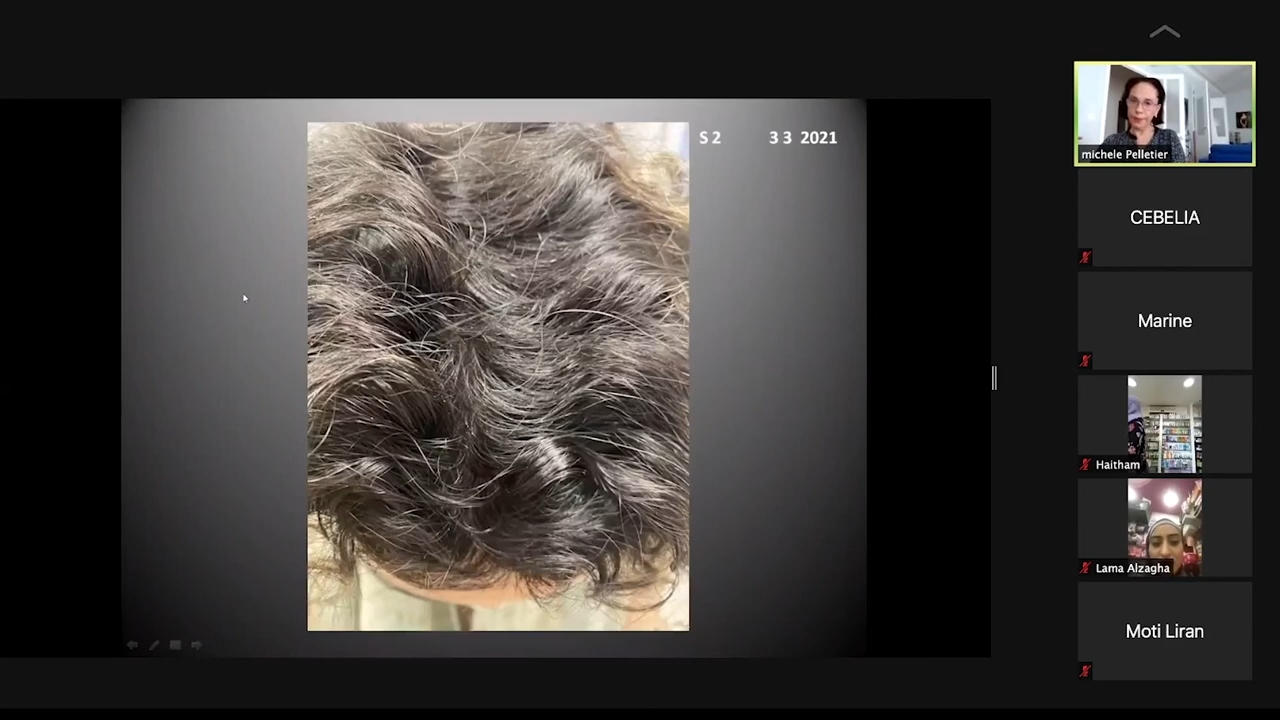 S 2 3 3 2021
michele Pelletier
CEBELIA
Marine
Haitham
Lama Alzagha
Moti Liran